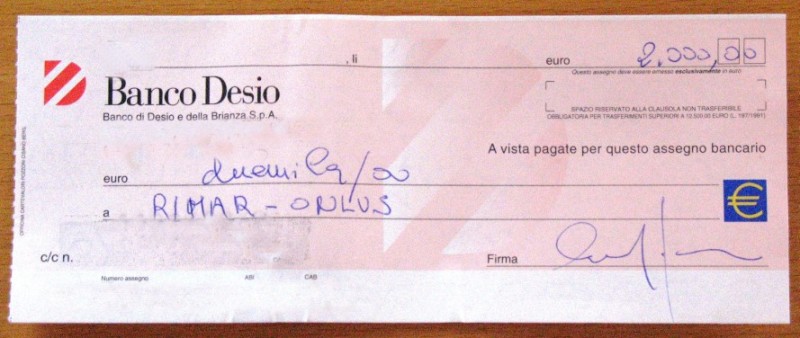 , lì euro 2.000,00
Questo assegno deve essere emesso esclusivamente in euro
Banco Desio
Banco di Desio e della Brianza S.p.A.
SPAZIO RISERVATO ALLA CLAUSOLA NON TRASFERIBILE
OBBLIGATORIA PER TRASFERIMENTI SUPERIORI A 12.500,00 EURO (L. 197/1991)
A vista pagate per questo assegno bancario
euro duemila/00
a RIMAR - ONLUS
c/c n.
Firma
Numero assegno ABI CAB